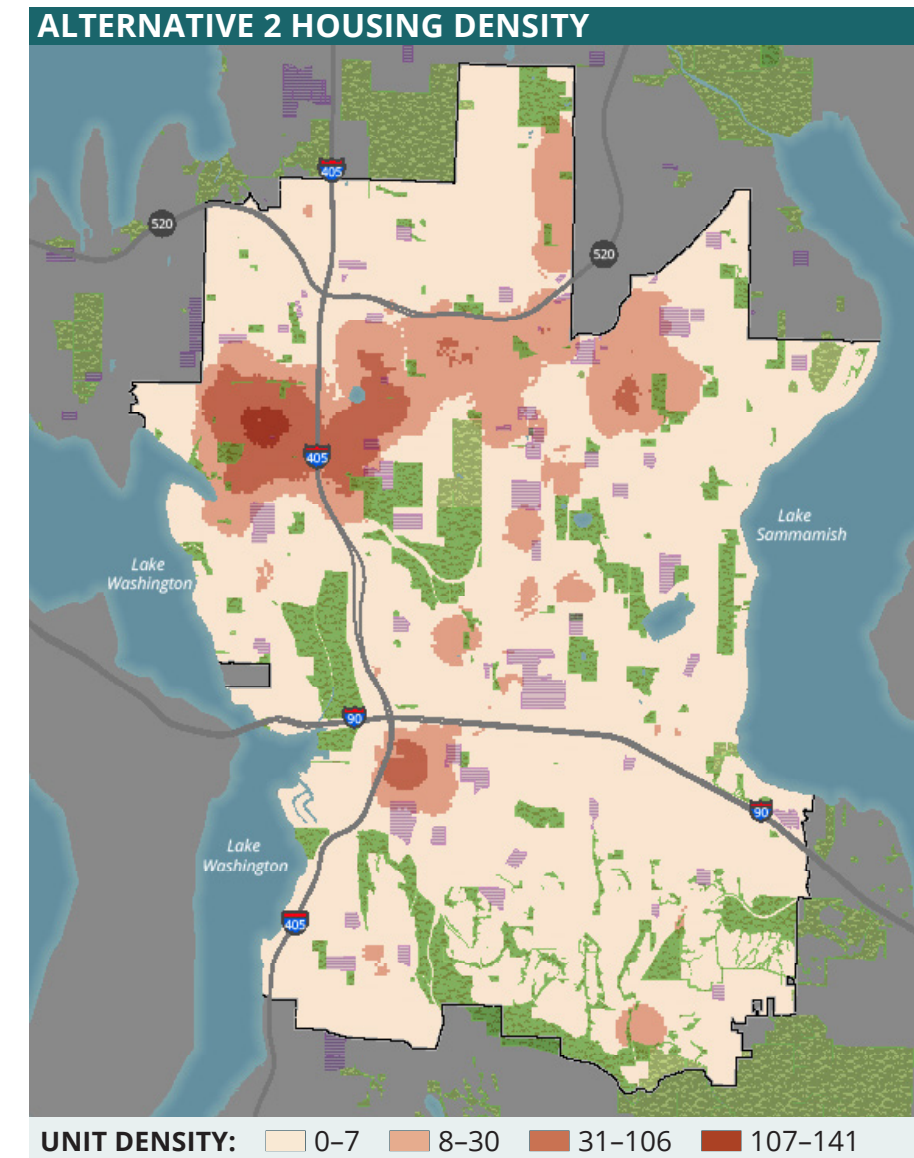 ALTERNATIVE 2 HOUSING DENSITY
405
520
520
405
Lake
Sammamish
Lake
Washington
90
90
Lake
Washington
405
UNIT DENSITY: 0–7 8–30 31–106 107–141